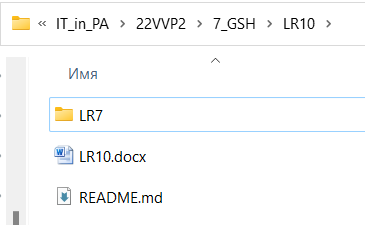 « IT_in_PA > 22VVP2 > 7_GSH > LR10 >
Имя
LR7
LR10.docx
README.md